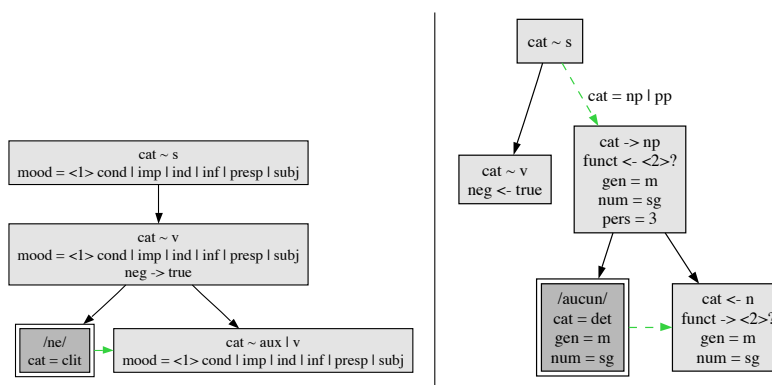 cat ~ s
mood = <1> cond | imp | ind | inf | presp | subj
cat ~ v
mood = <1> cond | imp | ind | inf | presp | subj
neg -> true
/ne/
cat = clit
cat ~ aux | v
mood = <1> cond | imp | ind | inf | presp | subj
cat ~ s
cat = np | pp
cat ~ v
neg <- true
cat -> np
funct <- <2>?
gen = m
num = sg
pers = 3
/aucun/
cat = det
gen = m
num = sg
cat <- n
funct -> <2>?
gen = m
num = sg